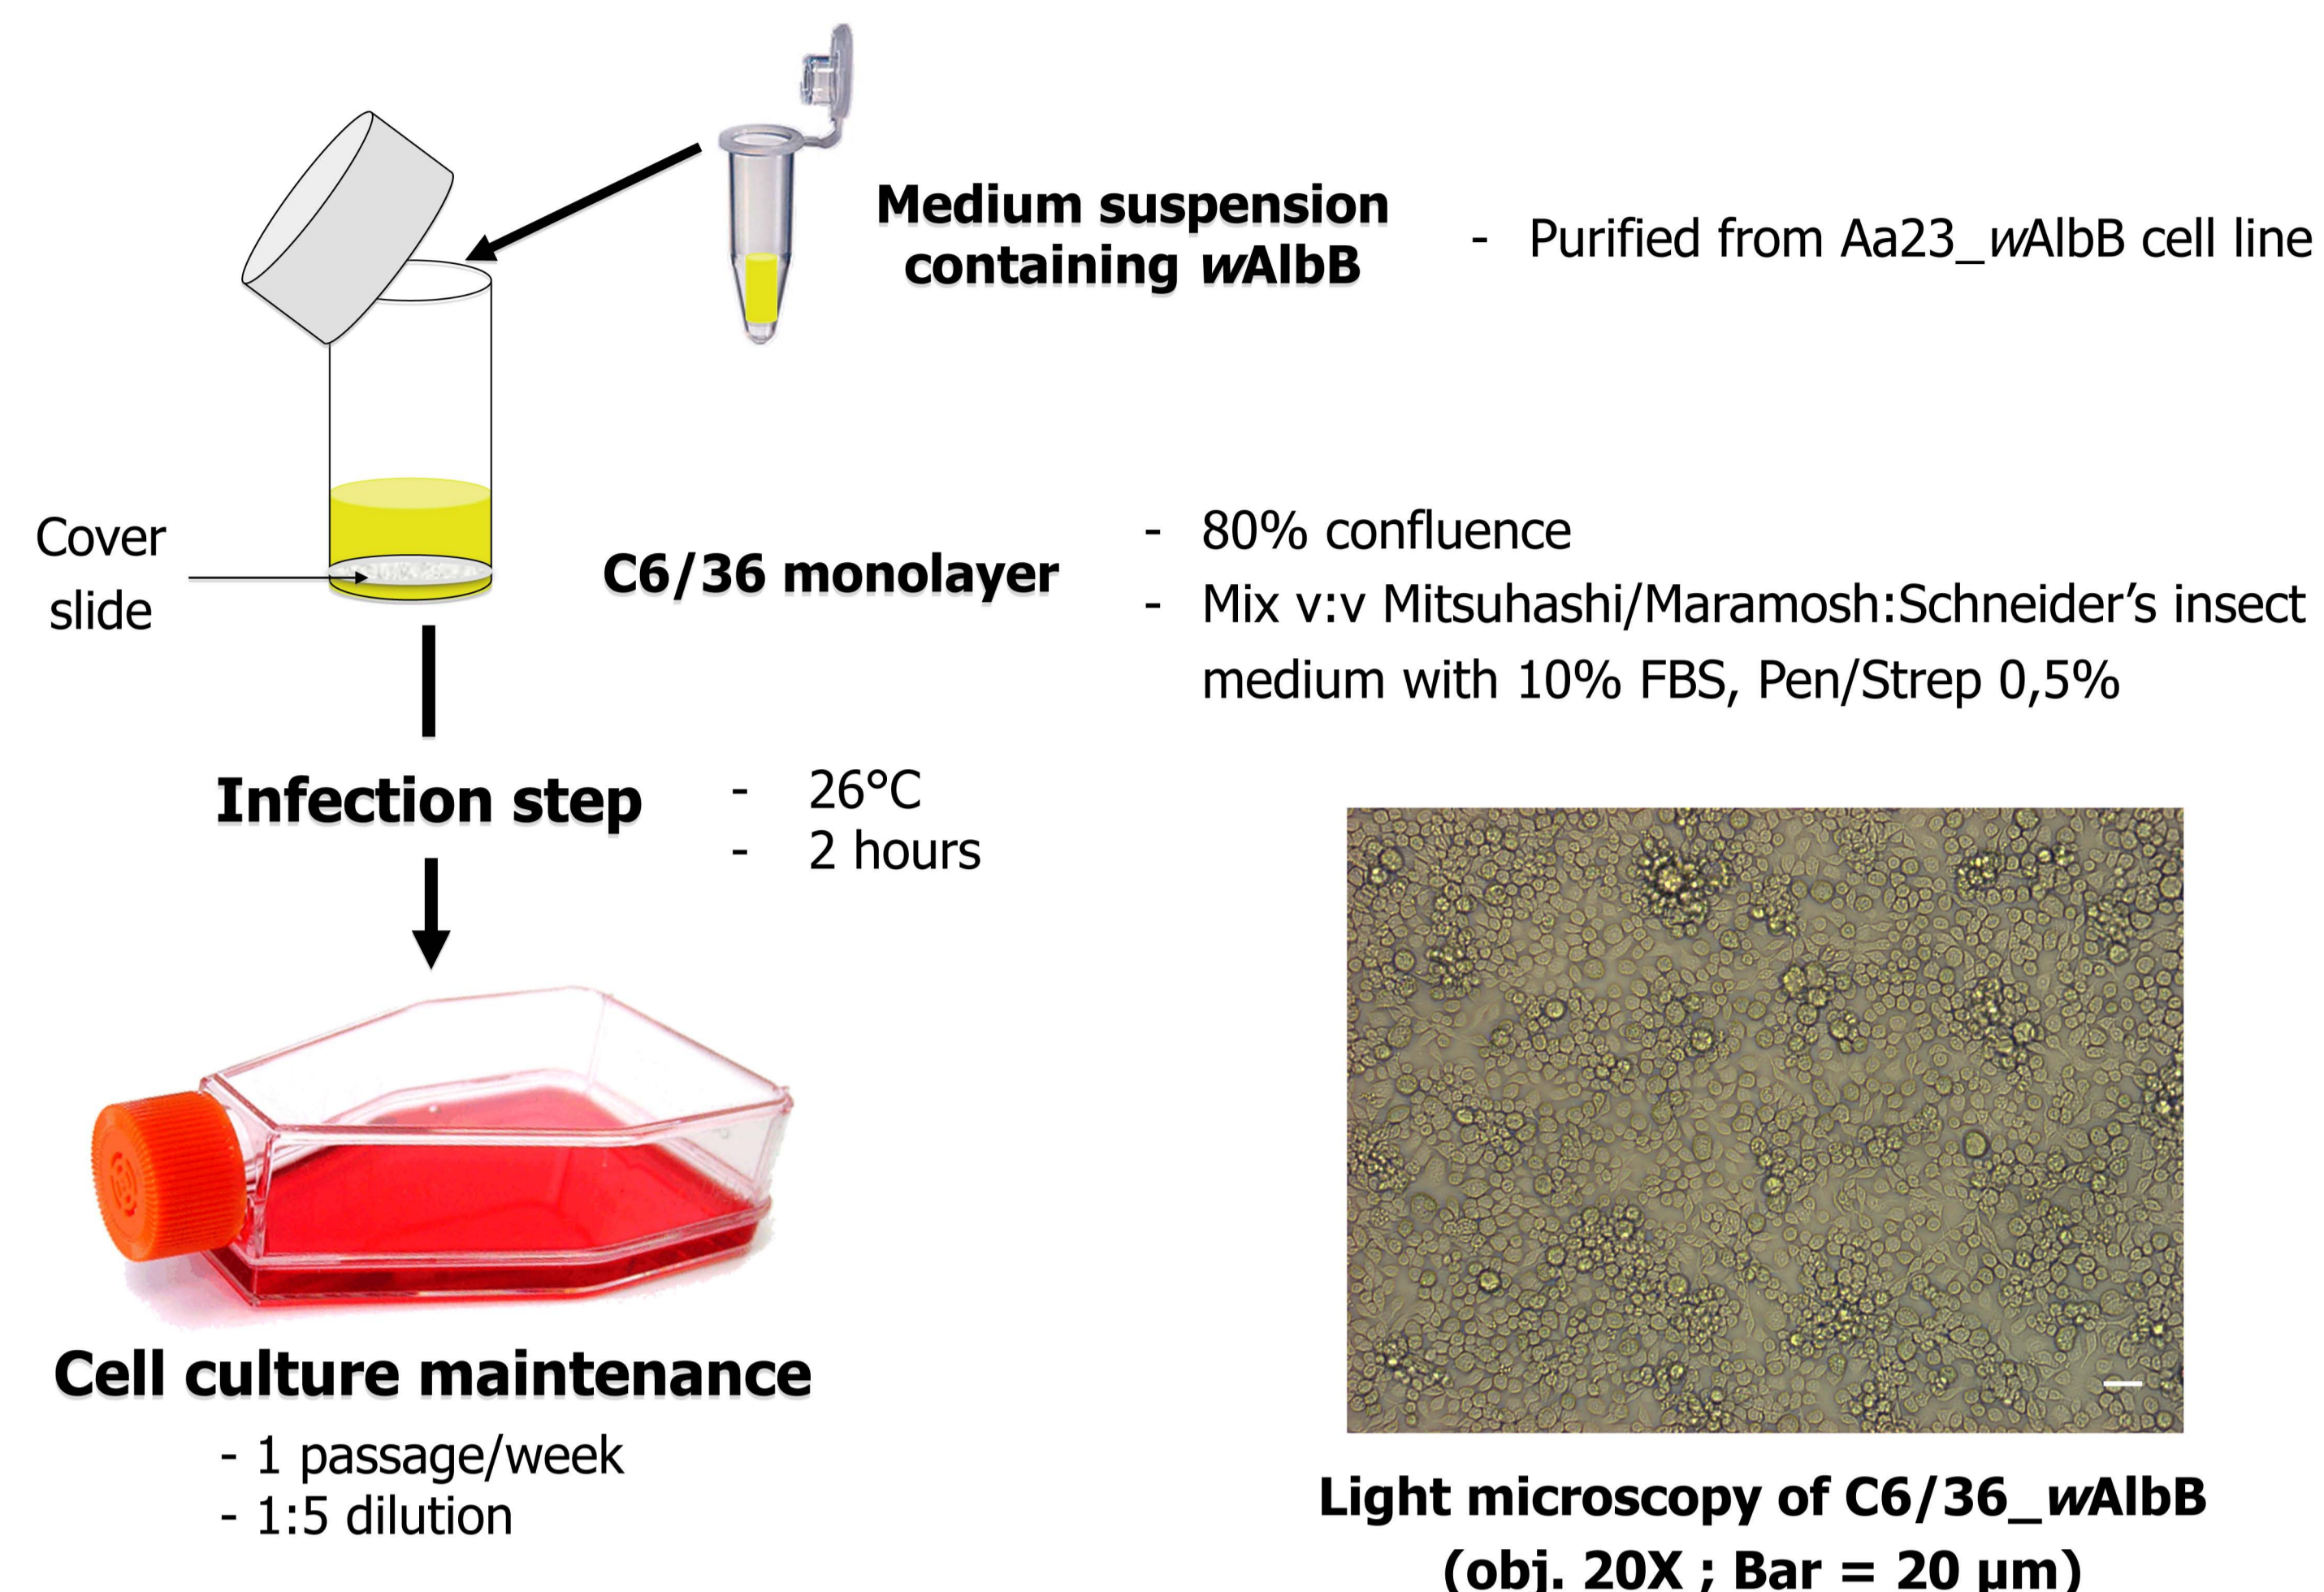 Medium suspension
containing wAlbB
- Purified from Aa23_wAlbB cell line
Cover
slide
C6/36 monolayer
- 80% confluence
- Mix v:v Mitsuhashi/Maramosh:Schneider’s insect
medium with 10% FBS, Pen/Strep 0,5%
Infection step
- 26°C
- 2 hours
Cell culture maintenance
- 1 passage/week
- 1:5 dilution
Light microscopy of C6/36_wAlbB
(obj. 20X ; Bar = 20 µm)